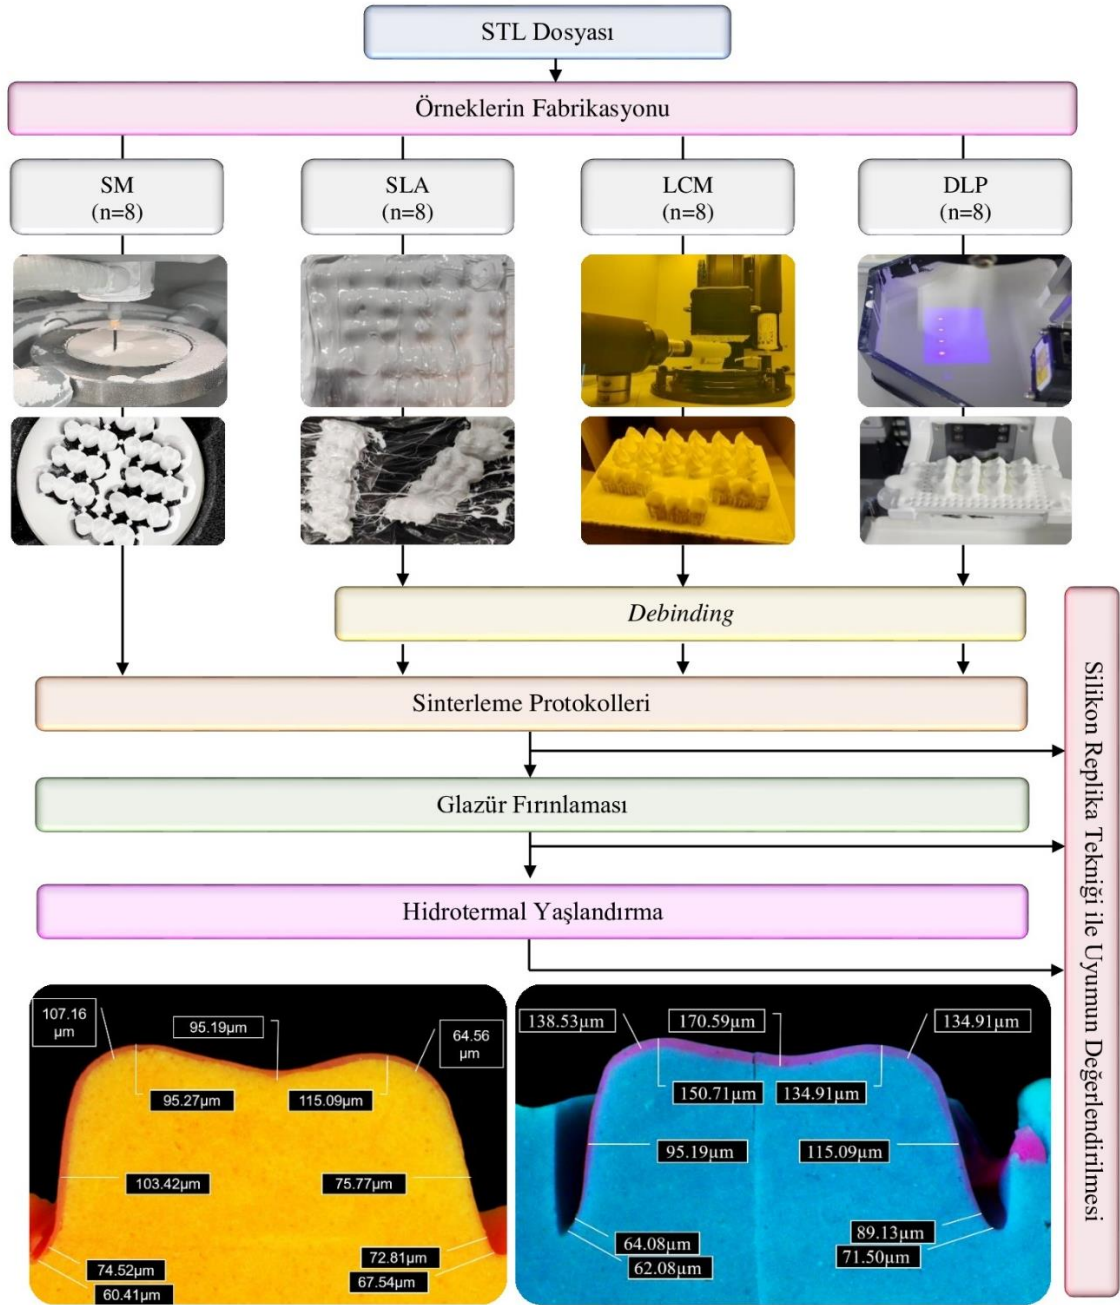 STL Dosyası
Örneklerin Fabrikasyonu
SM
(n=8)
SLA
(n=8)
LCM
(n=8)
DLP
(n=8)
Debinding
Sinterleme Protokolleri
Glazür Fırınlaması
Hidrotermal Yaşlandırma
Silikon Replika Tekniği ile Uyumun Değerlendirilmesi
107.16
µm
95.19µm
64.56
µm
95.27µm
115.09µm
103.42µm
75.77µm
74.52µm
60.41µm
72.81µm
67.54µm
138.53µm
170.59µm
134.91µm
150.71µm
134.91µm
95.19µm
115.09µm
64.08µm
62.08µm
89.13µm
71.50µm